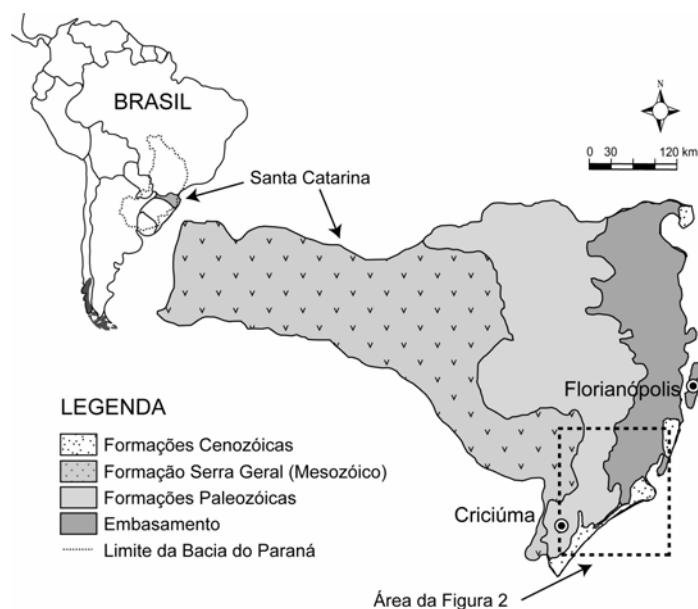 BRASIL
Santa Catarina
0 30 120 km
Florianópolis
LEGENDA
Formações Cenozóicas
Formação Serra Geral (Mesozóico)
Formações Paleozóicas
Embasamento
Limite da Bacia do Paraná
Criciúma
Área da Figura 2